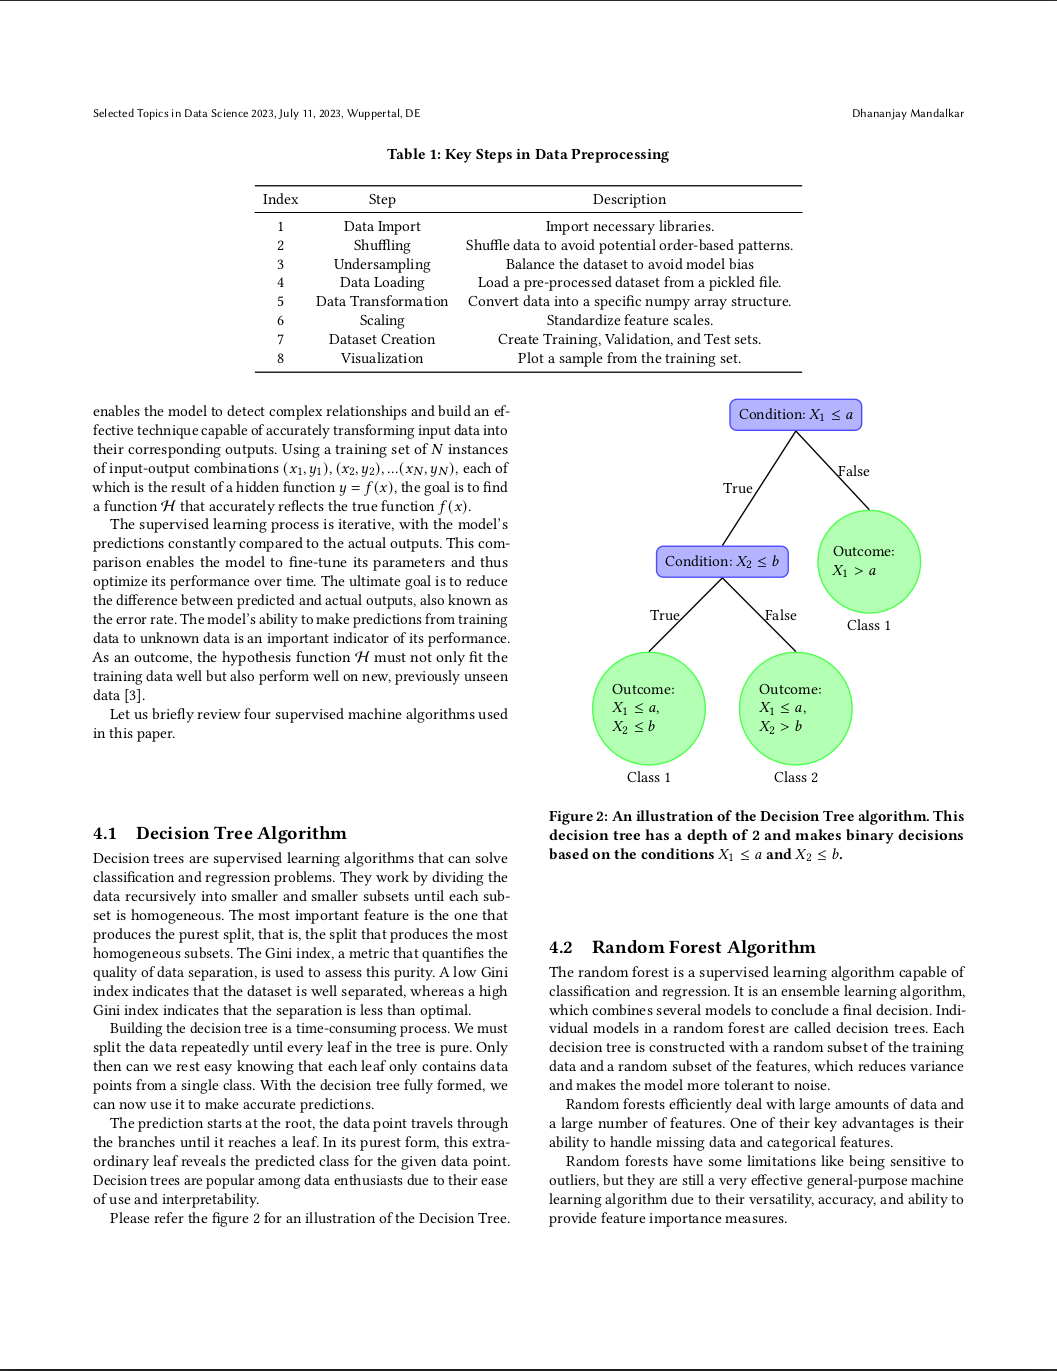 Selected Topics in Data Science 2023, July 11, 2023, Wuppertal, DE
Dhananjay Mandalkar
Table 1: Key Steps in Data Preprocessing
Index Step Description
1 Data Import Import necessary libraries.
2 Shuffling Shuffle data to avoid potential order-based patterns.
3 Undersampling Balance the dataset to avoid model bias
4 Data Loading Load a pre-processed dataset from a pickled file.
5 Data Transformation Convert data into a specific numpy array structure.
6 Scaling Standardize feature scales.
7 Dataset Creation Create Training, Validation, and Test sets.
8 Visualization Plot a sample from the training set.
enables the model to detect complex relationships and build an ef-
fective technique capable of accurately transforming input data into
their corresponding outputs. Using a training set of N instances
of input-output combinations (x₁, y₁), (x₂, y₂), ...(x_N, y_N), each of
which is the result of a hidden function y = f(x), the goal is to find
a function ℋ that accurately reflects the true function f(x).
The supervised learning process is iterative, with the model's
predictions constantly compared to the actual outputs. This com-
parison enables the model to fine-tune its parameters and thus
optimize its performance over time. The ultimate goal is to reduce
the difference between predicted and actual outputs, also known as
the error rate. The model's ability to make predictions from training
data to unknown data is an important indicator of its performance.
As an outcome, the hypothesis function ℋ must not only fit the
training data well but also perform well on new, previously unseen
data [3].
Let us briefly review four supervised machine algorithms used
in this paper.
4.1 Decision Tree Algorithm
Decision trees are supervised learning algorithms that can solve
classification and regression problems. They work by dividing the
data recursively into smaller and smaller subsets until each sub-
set is homogeneous. The most important feature is the one that
produces the purest split, that is, the split that produces the most
homogeneous subsets. The Gini index, a metric that quantifies the
quality of data separation, is used to assess this purity. A low Gini
index indicates that the dataset is well separated, whereas a high
Gini index indicates that the separation is less than optimal.
Building the decision tree is a time-consuming process. We must
split the data repeatedly until every leaf in the tree is pure. Only
then can we rest easy knowing that each leaf only contains data
points from a single class. With the decision tree fully formed, we
can now use it to make accurate predictions.
The prediction starts at the root, the data point travels through
the branches until it reaches a leaf. In its purest form, this extra-
ordinary leaf reveals the predicted class for the given data point.
Decision trees are popular among data enthusiasts due to their ease
of use and interpretability.
Please refer the figure 2 for an illustration of the Decision Tree.
Condition: X₁ ≤ a
True
False
Condition: X₂ ≤ b
Outcome:
X₁ > a
Class 1
True
False
Outcome:
X₁ ≤ a,
X₂ ≤ b
Class 1
Outcome:
X₁ ≤ a,
X₂ > b
Class 2
Figure 2: An illustration of the Decision Tree algorithm. This
decision tree has a depth of 2 and makes binary decisions
based on the conditions X₁ ≤ a and X₂ ≤ b.
4.2 Random Forest Algorithm
The random forest is a supervised learning algorithm capable of
classification and regression. It is an ensemble learning algorithm,
which combines several models to conclude a final decision. Indi-
vidual models in a random forest are called decision trees. Each
decision tree is constructed with a random subset of the training
data and a random subset of the features, which reduces variance
and makes the model more tolerant to noise.
Random forests efficiently deal with large amounts of data and
a large number of features. One of their key advantages is their
ability to handle missing data and categorical features.
Random forests have some limitations like being sensitive to
outliers, but they are still a very effective general-purpose machine
learning algorithm due to their versatility, accuracy, and ability to
provide feature importance measures.